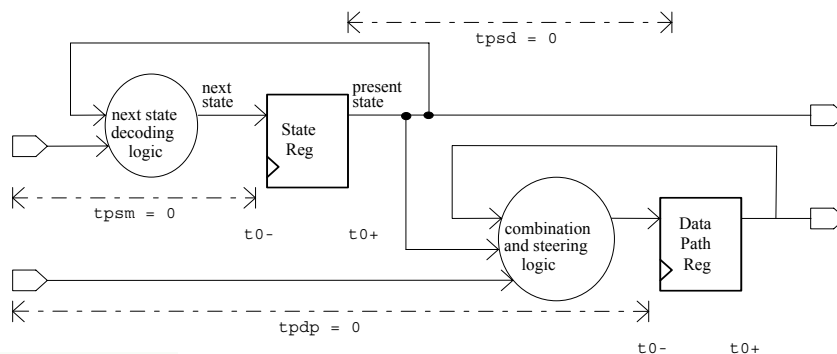 tpsd = 0
next
state
present
state
next state
decoding
logic
State
Reg
tpsm = 0
t0-
t0+
combination
and steering
logic
Data
Path
Reg
tpdp = 0
t0-
t0+